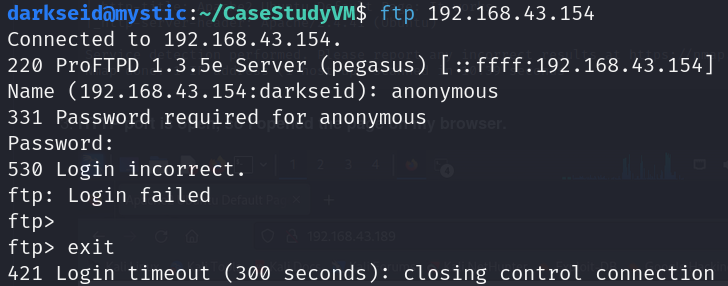 darkseid@mystic:~/CaseStudyVM$ ftp 192.168.43.154
Connected to 192.168.43.154.
220 ProFTPD 1.3.5e Server (pegasus) [::ffff:192.168.43.154]
Name (192.168.43.154:darkseid): anonymous
331 Password required for anonymous
Password:
530 Login incorrect.
ftp: Login failed
ftp>
ftp> exit
421 Login timeout (300 seconds): closing control connection